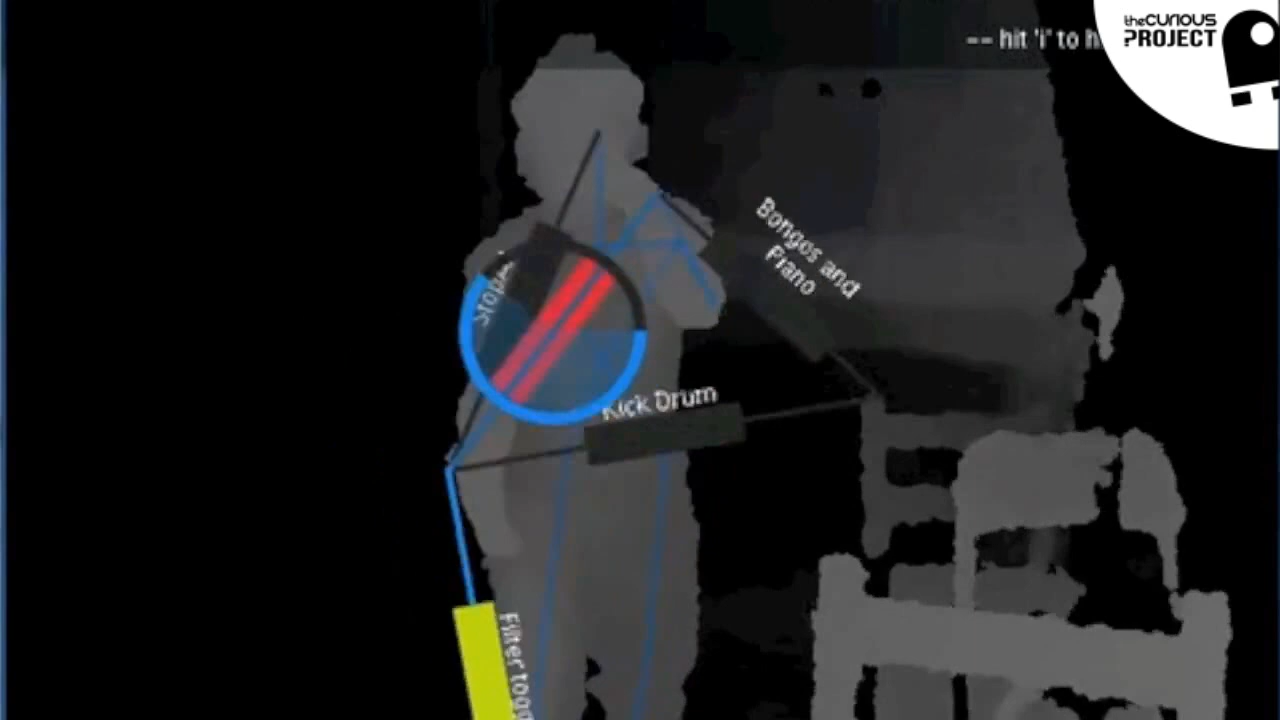 theCURIOUS
PROJECT
-- hit 'i' to h
Bongos and
Piano
Kick Drum
Filter togg